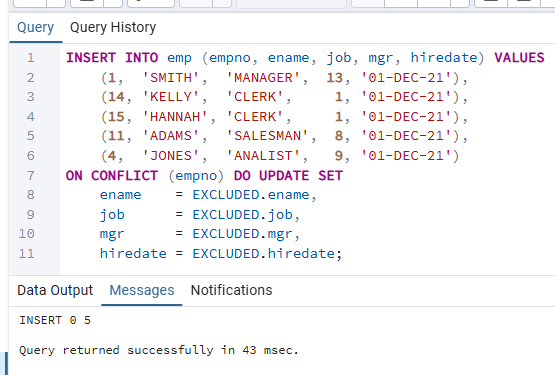 Query Query History
1 INSERT INTO emp (empno, ename, job, mgr, hiredate) VALUES
2 (1, 'SMITH', 'MANAGER', 13, '01-DEC-21'),
3 (14, 'KELLY', 'CLERK', 1, '01-DEC-21'),
4 (15, 'HANNAH', 'CLERK', 1, '01-DEC-21'),
5 (11, 'ADAMS', 'SALESMAN', 8, '01-DEC-21'),
6 (4, 'JONES', 'ANALIST', 9, '01-DEC-21')
7 ON CONFLICT (empno) DO UPDATE SET
8 ename = EXCLUDED.ename,
9 job = EXCLUDED.job,
10 mgr = EXCLUDED.mgr,
11 hiredate = EXCLUDED.hiredate;
Data Output Messages Notifications
INSERT 0 5
Query returned successfully in 43 msec.